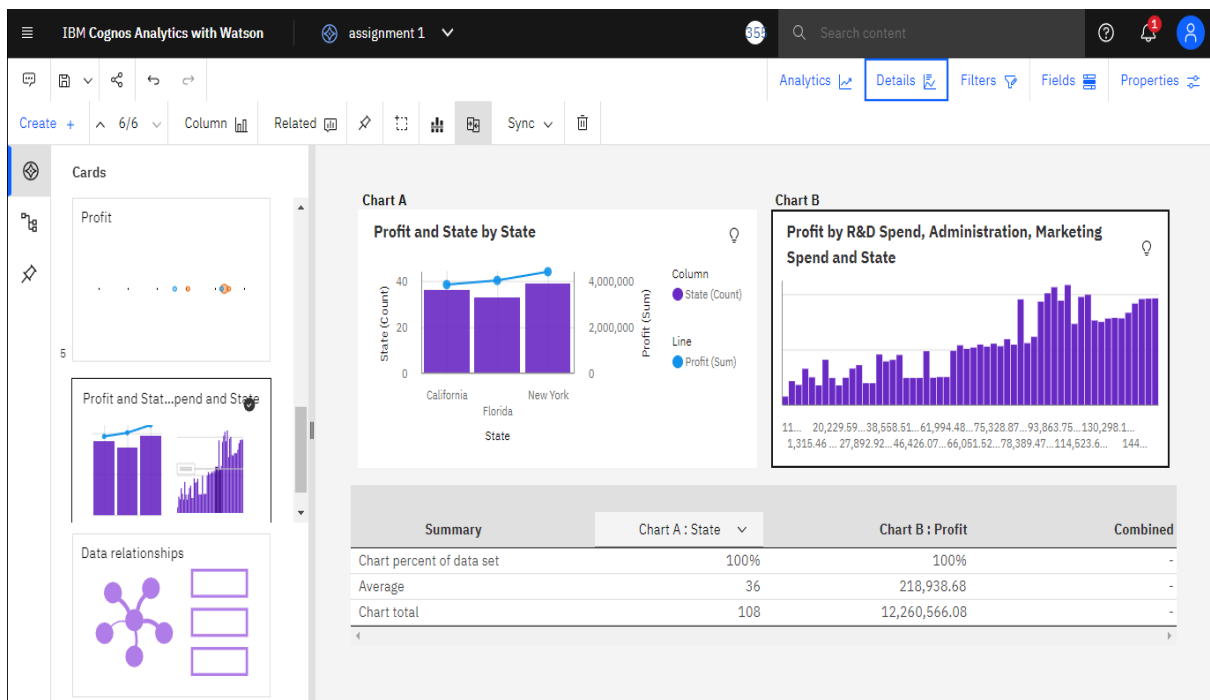 IBM Cognos Analytics with Watson
assignment 1
Search content
1
Analytics
Details
Filters
Fields
Properties
Create +
6/6
Column
Related
Sync
Cards
Profit
5
Profit and Stat...pend and State
Data relationships
Chart A
Profit and State by State
40
20
0
State (Count)
4,000,000
2,000,000
0
Profit (Sum)
California
Florida
New York
State
Column
State (Count)
Line
Profit (Sum)
Chart B
Profit by R&D Spend, Administration, Marketing
Spend and State
11... 20,229.59...38,558.51...61,994.48...75,328.87...93,863.75...130,298.1...
1,315.46 ... 27,892.92...46,426.07...66,051.52...78,389.47...114,523.6... 144...
Summary Chart A : State Chart B : Profit Combined
Chart percent of data set 100% 100% -
Average 36 218,938.68 -
Chart total 108 12,260,566.08 -